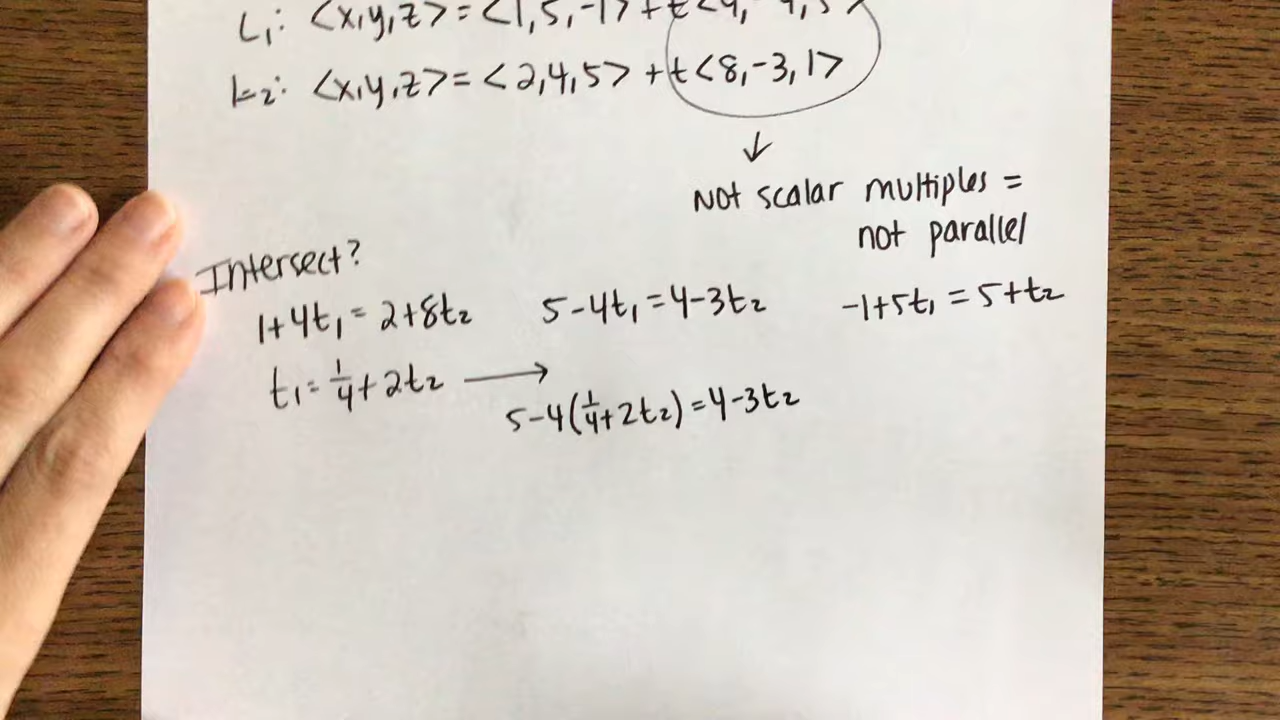 L₁: <x,y,z> = <1,5,-1> + t<4,-4,5>
L₂: <x,y,z> = <2,4,5> + t<8,-3,1>
↓
Not scalar multiples =
not parallel
Intersect?
1+4t₁ = 2+8t₂ 5-4t₁ = 4-3t₂ -1+5t₁ = 5+t₂
t₁ = 1/4 + 2t₂ →
5-4(1/4+2t₂) = 4-3t₂